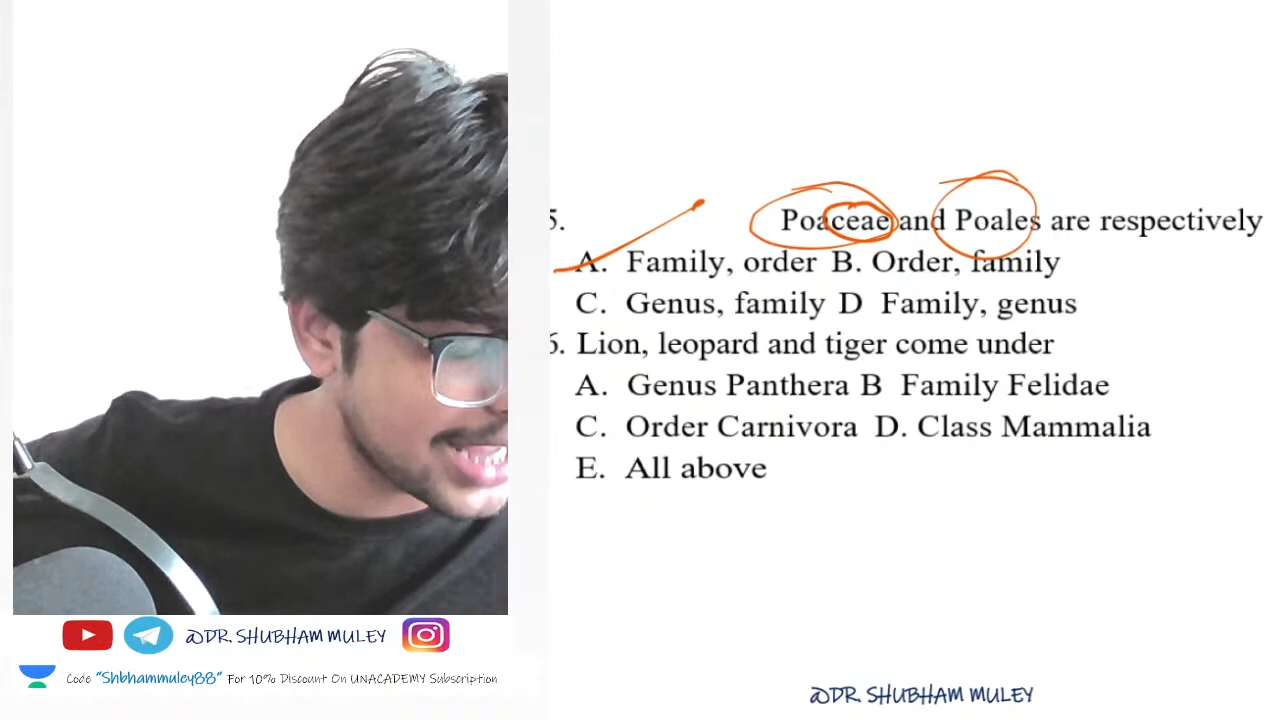 5. Poaceae and Poales are respectively
A. Family, order B. Order, family
C. Genus, family D Family, genus
6. Lion, leopard and tiger come under
A. Genus Panthera B Family Felidae
C. Order Carnivora D. Class Mammalia
E. All above
@DR. SHUBHAM MULEY
Code "Shbhammuley88" For 10% Discount On UNACADEMY Subscription
@DR. SHUBHAM MULEY